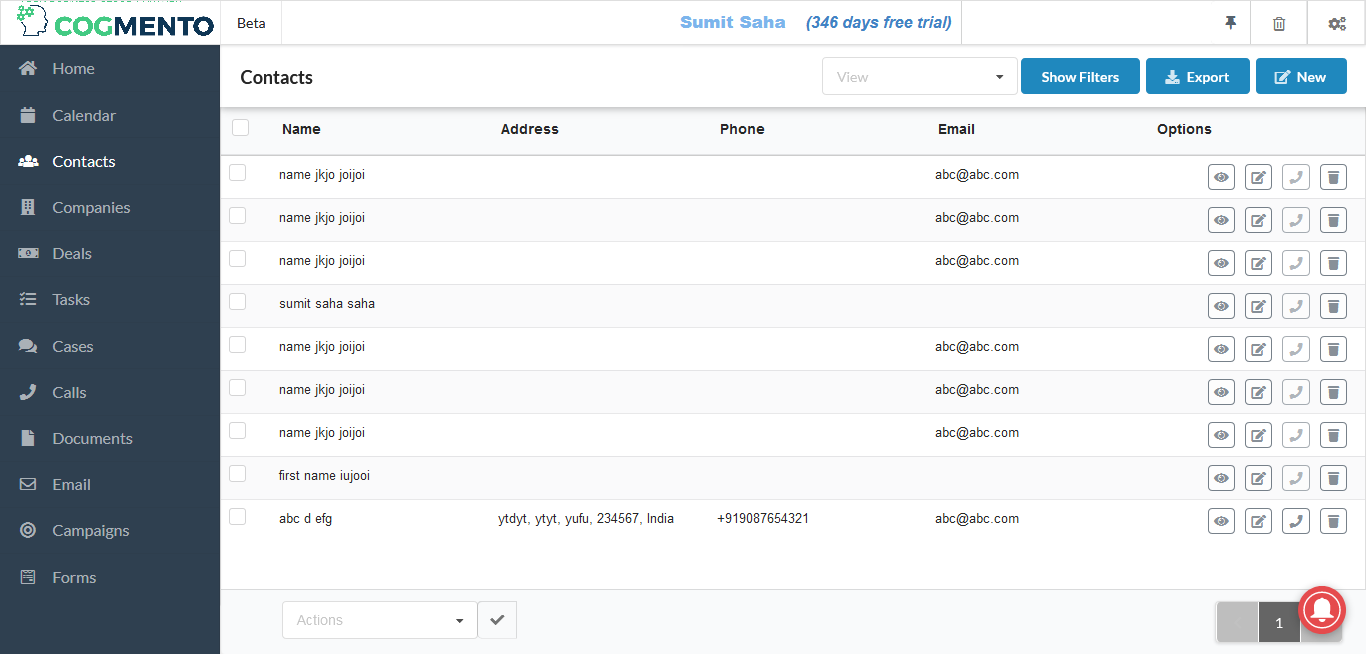 COGMENTO
Beta
Sumit Saha (346 days free trial)
Home
Calendar
Contacts
Companies
Deals
Tasks
Cases
Calls
Documents
Email
Campaigns
Forms
Contacts
View
Show Filters
Export
New
Name Address Phone Email Options
name jkjo joijoi abc@abc.com
name jkjo joijoi abc@abc.com
name jkjo joijoi abc@abc.com
sumit saha saha
name jkjo joijoi abc@abc.com
name jkjo joijoi abc@abc.com
name jkjo joijoi abc@abc.com
first name iujooi
abc d efg ytdyt, ytyt, yufu, 234567, India +919087654321 abc@abc.com
Actions
1